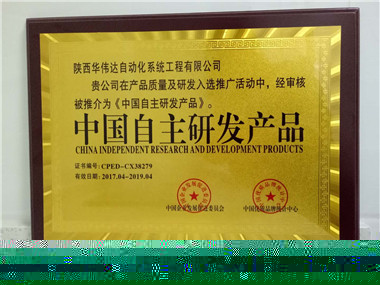 陕西华伟达自动化系统工程有限公司
贵公司在产品质量及研发入选推广活动中，经审核
被推介为《中国自主研发产品》。
中国自主研发产品
CHINA INDEPENDENT RESEARCH AND DEVELOPMENT PRODUCTS
证书编号：CPED-CX38279
有效日期：2017.04-2019.04